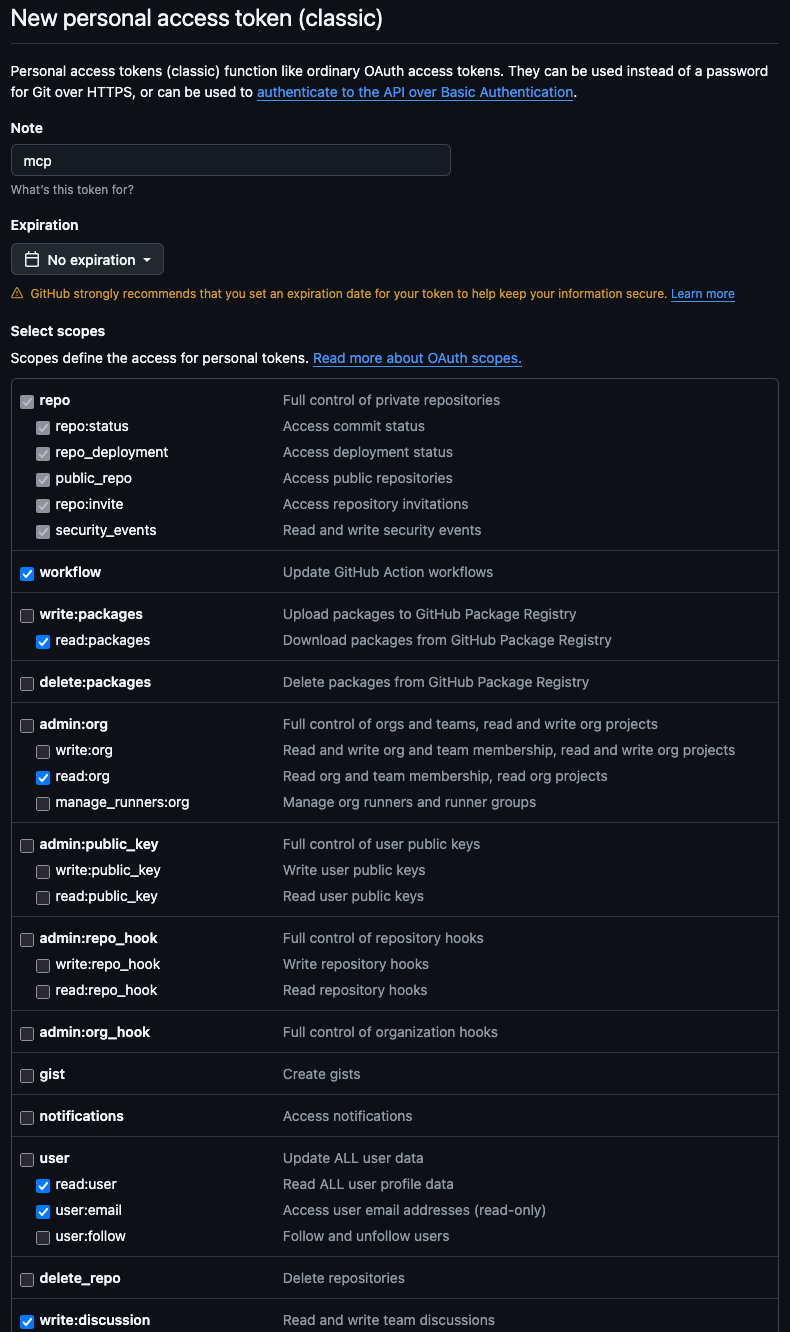 New personal access token (classic)
Personal access tokens (classic) function like ordinary OAuth access tokens. They can be used instead of a password
for Git over HTTPS, or can be used to authenticate to the API over Basic Authentication.
Note
mcp
What's this token for?
Expiration
No expiration
GitHub strongly recommends that you set an expiration date for your token to help keep your information secure. Learn more
Select scopes
Scopes define the access for personal tokens. Read more about OAuth scopes.
repo Full control of private repositories
repo:status Access commit status
repo_deployment Access deployment status
public_repo Access public repositories
repo:invite Access repository invitations
security_events Read and write security events
workflow Update GitHub Action workflows
write:packages Upload packages to GitHub Package Registry
read:packages Download packages from GitHub Package Registry
delete:packages Delete packages from GitHub Package Registry
admin:org Full control of orgs and teams, read and write org projects
write:org Read and write org and team membership, read and write org projects
read:org Read org and team membership, read org projects
manage_runners:org Manage org runners and runner groups
admin:public_key Full control of user public keys
write:public_key Write user public keys
read:public_key Read user public keys
admin:repo_hook Full control of repository hooks
write:repo_hook Write repository hooks
read:repo_hook Read repository hooks
admin:org_hook Full control of organization hooks
gist Create gists
notifications Access notifications
user Update ALL user data
read:user Read ALL user profile data
user:email Access user email addresses (read-only)
user:follow Follow and unfollow users
delete_repo Delete repositories
write:discussion Read and write team discussions